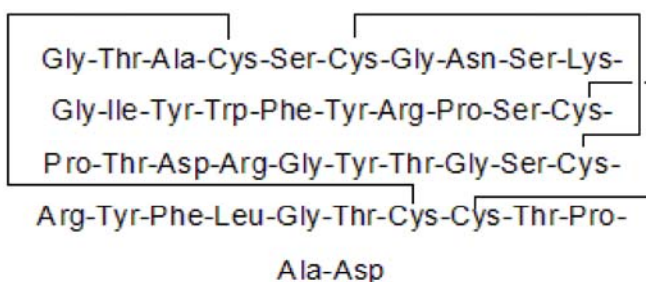 Gly-Thr-Ala-Cys-Ser-Cys-Gly-Asn-Ser-Lys-
Gly-Ile-Tyr-Trp-Phe-Tyr-Arg-Pro-Ser-Cys-
Pro-Thr-Asp-Arg-Gly-Tyr-Thr-Gly-Ser-Cys-
Arg-Tyr-Phe-Leu-Gly-Thr-Cys-Cys-Thr-Pro-
Ala-Asp